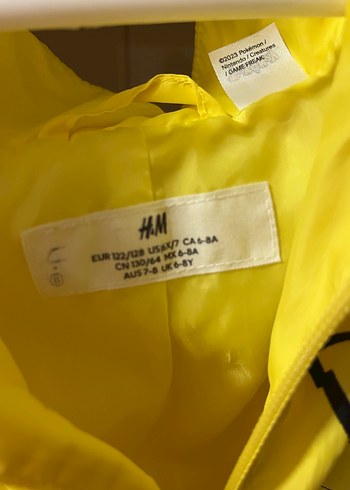 ©2023 Pokémon /
Nintendo / Creatures
/ GAME FREAK
H&M
EUR 122/128 US 6X/7 CA 6-8A
CN 130/64 MX 6-8A
AUS 7-8 UK 6-8Y